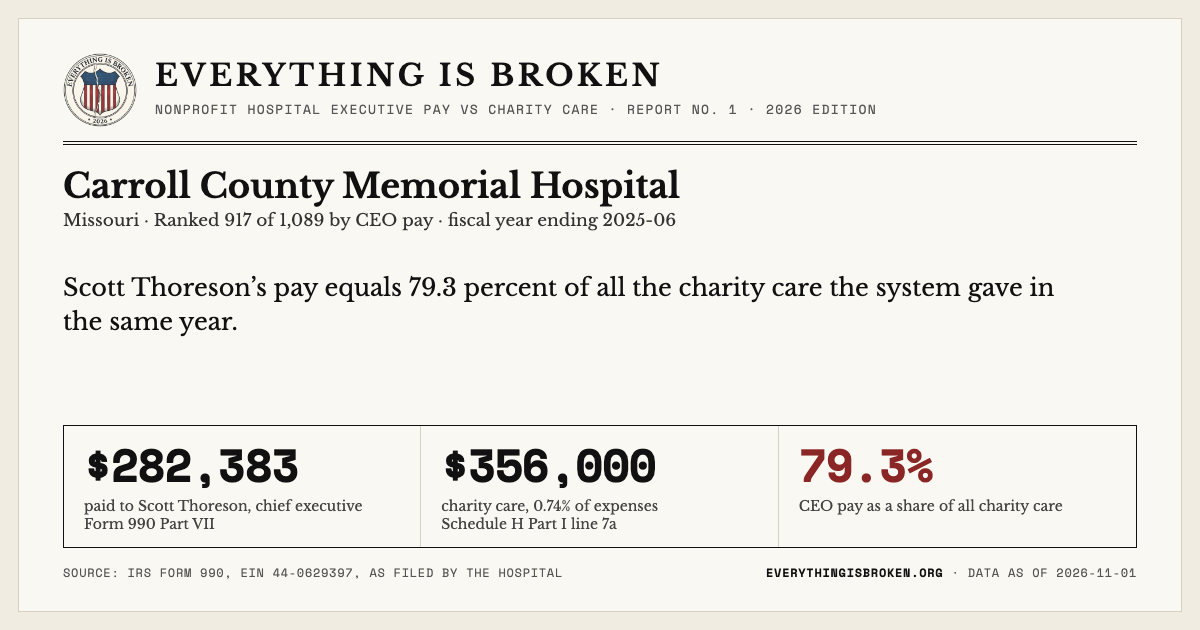 EVERYTHING IS BROKEN
· 2026 ·
EVERYTHING IS BROKEN
NONPROFIT HOSPITAL EXECUTIVE PAY VS CHARITY CARE · REPORT NO. 1 · 2026 EDITION
Carroll County Memorial Hospital
Missouri · Ranked 917 of 1,089 by CEO pay · fiscal year ending 2025-06
Scott Thoreson’s pay equals 79.3 percent of all the charity care the system gave in
the same year.
$282,383
paid to Scott Thoreson, chief executive
Form 990 Part VII
$356,000
charity care, 0.74% of expenses
Schedule H Part I line 7a
79.3%
CEO pay as a share of all charity care
SOURCE: IRS FORM 990, EIN 44-0629397, AS FILED BY THE HOSPITAL
EVERYTHINGISBROKEN.ORG · DATA AS OF 2026-11-01